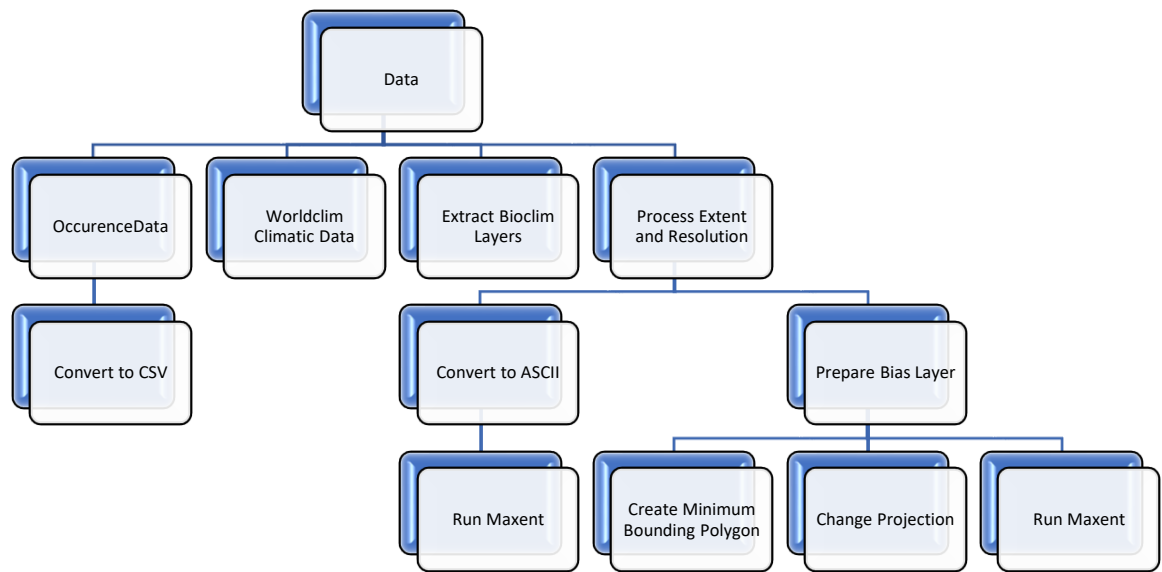 Data
OccurenceData
Worldclim
Climatic Data
Extract Bioclim
Layers
Process Extent
and Resolution
Convert to CSV
Convert to ASCII
Prepare Bias Layer
Run Maxent
Create Minimum
Bounding Polygon
Change Projection
Run Maxent